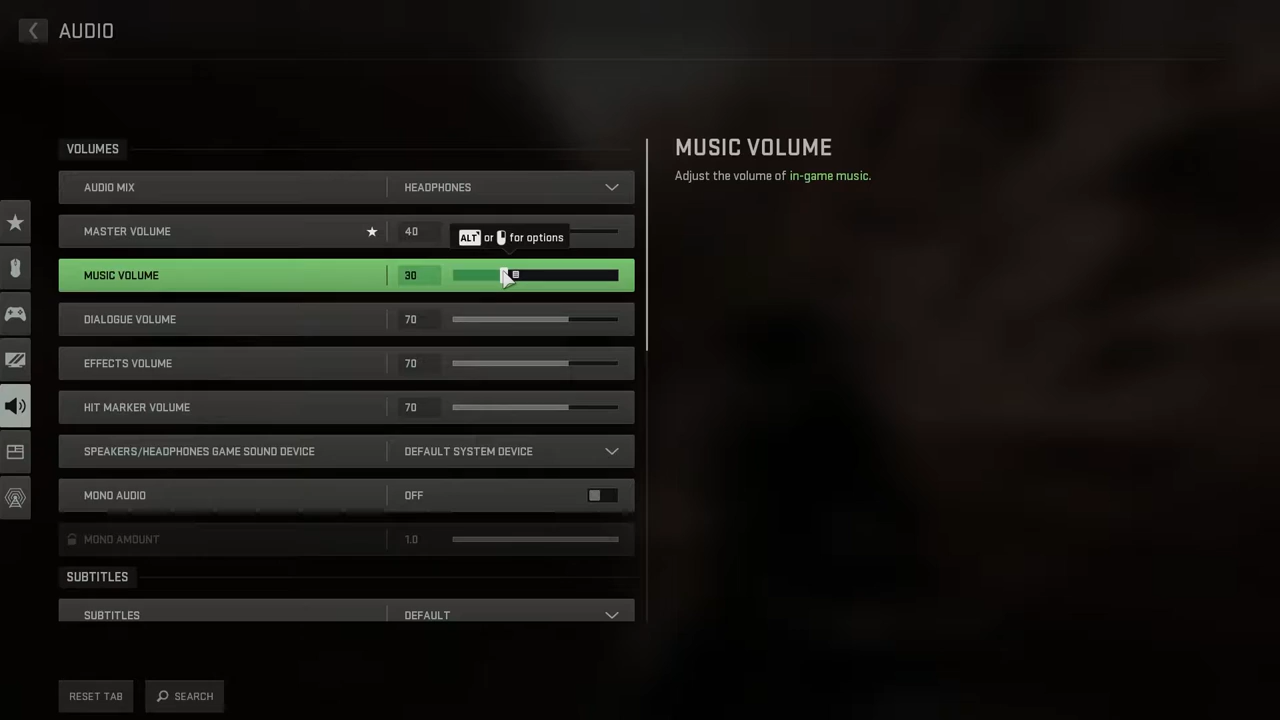 AUDIO
VOLUMES
AUDIO MIX HEADPHONES
MASTER VOLUME 40
ALT or for options
MUSIC VOLUME 30
DIALOGUE VOLUME 70
EFFECTS VOLUME 70
HIT MARKER VOLUME 70
SPEAKERS/HEADPHONES GAME SOUND DEVICE DEFAULT SYSTEM DEVICE
MONO AUDIO OFF
MONO AMOUNT 1.0
SUBTITLES
SUBTITLES DEFAULT
RESET TAB SEARCH
MUSIC VOLUME
Adjust the volume of in-game music.